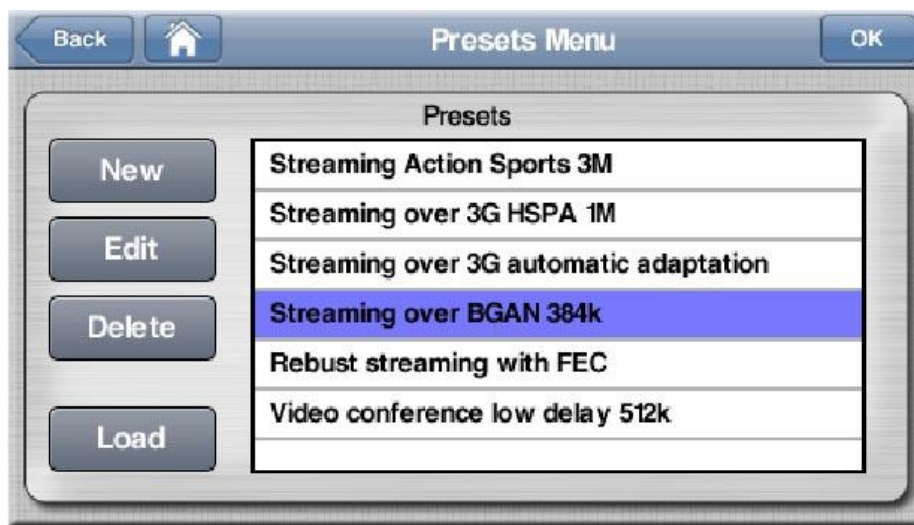 Back
Presets Menu
OK
Presets
New
Edit
Delete
Load
Streaming Action Sports 3M
Streaming over 3G HSPA 1M
Streaming over 3G automatic adaptation
Streaming over BGAN 384k
Rebust streaming with FEC
Video conference low delay 512k